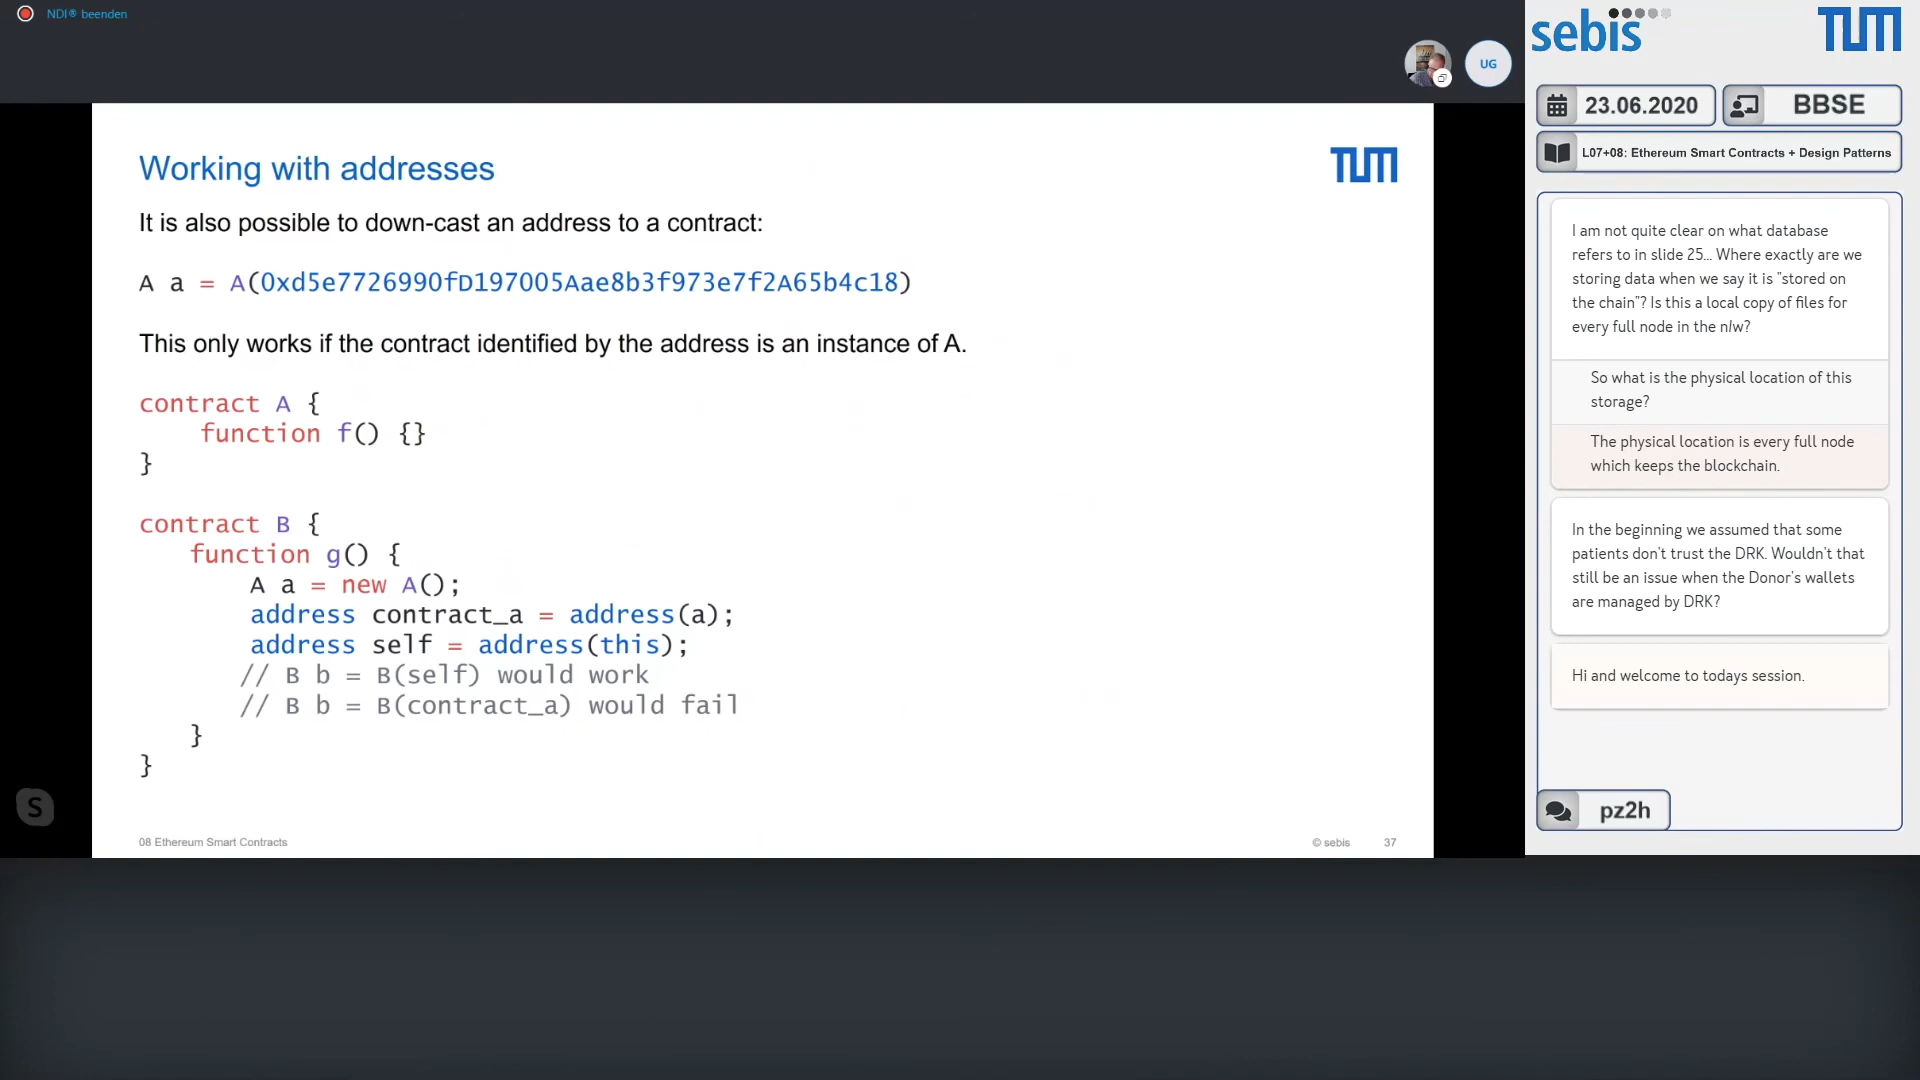 NDI® beenden
UG
Working with addresses
TUM
It is also possible to down-cast an address to a contract:
A a = A(0xd5e7726990fD197005Aae8b3f973e7f2A65b4c18)
This only works if the contract identified by the address is an instance of A.
contract A {
function f() {}
}
contract B {
function g() {
A a = new A();
address contract_a = address(a);
address self = address(this);
// B b = B(self) would work
// B b = B(contract_a) would fail
}
}
S
08 Ethereum Smart Contracts
© sebis
37
sebis
TUM
23.06.2020
BBSE
L07+08: Ethereum Smart Contracts + Design Patterns
I am not quite clear on what database
refers to in slide 25... Where exactly are we
storing data when we say it is "stored on
the chain"? Is this a local copy of files for
every full node in the n/w?
So what is the physical location of this
storage?
The physical location is every full node
which keeps the blockchain.
In the beginning we assumed that some
patients don't trust the DRK. Wouldn't that
still be an issue when the Donor's wallets
are managed by DRK?
Hi and welcome to todays session.
pz2h